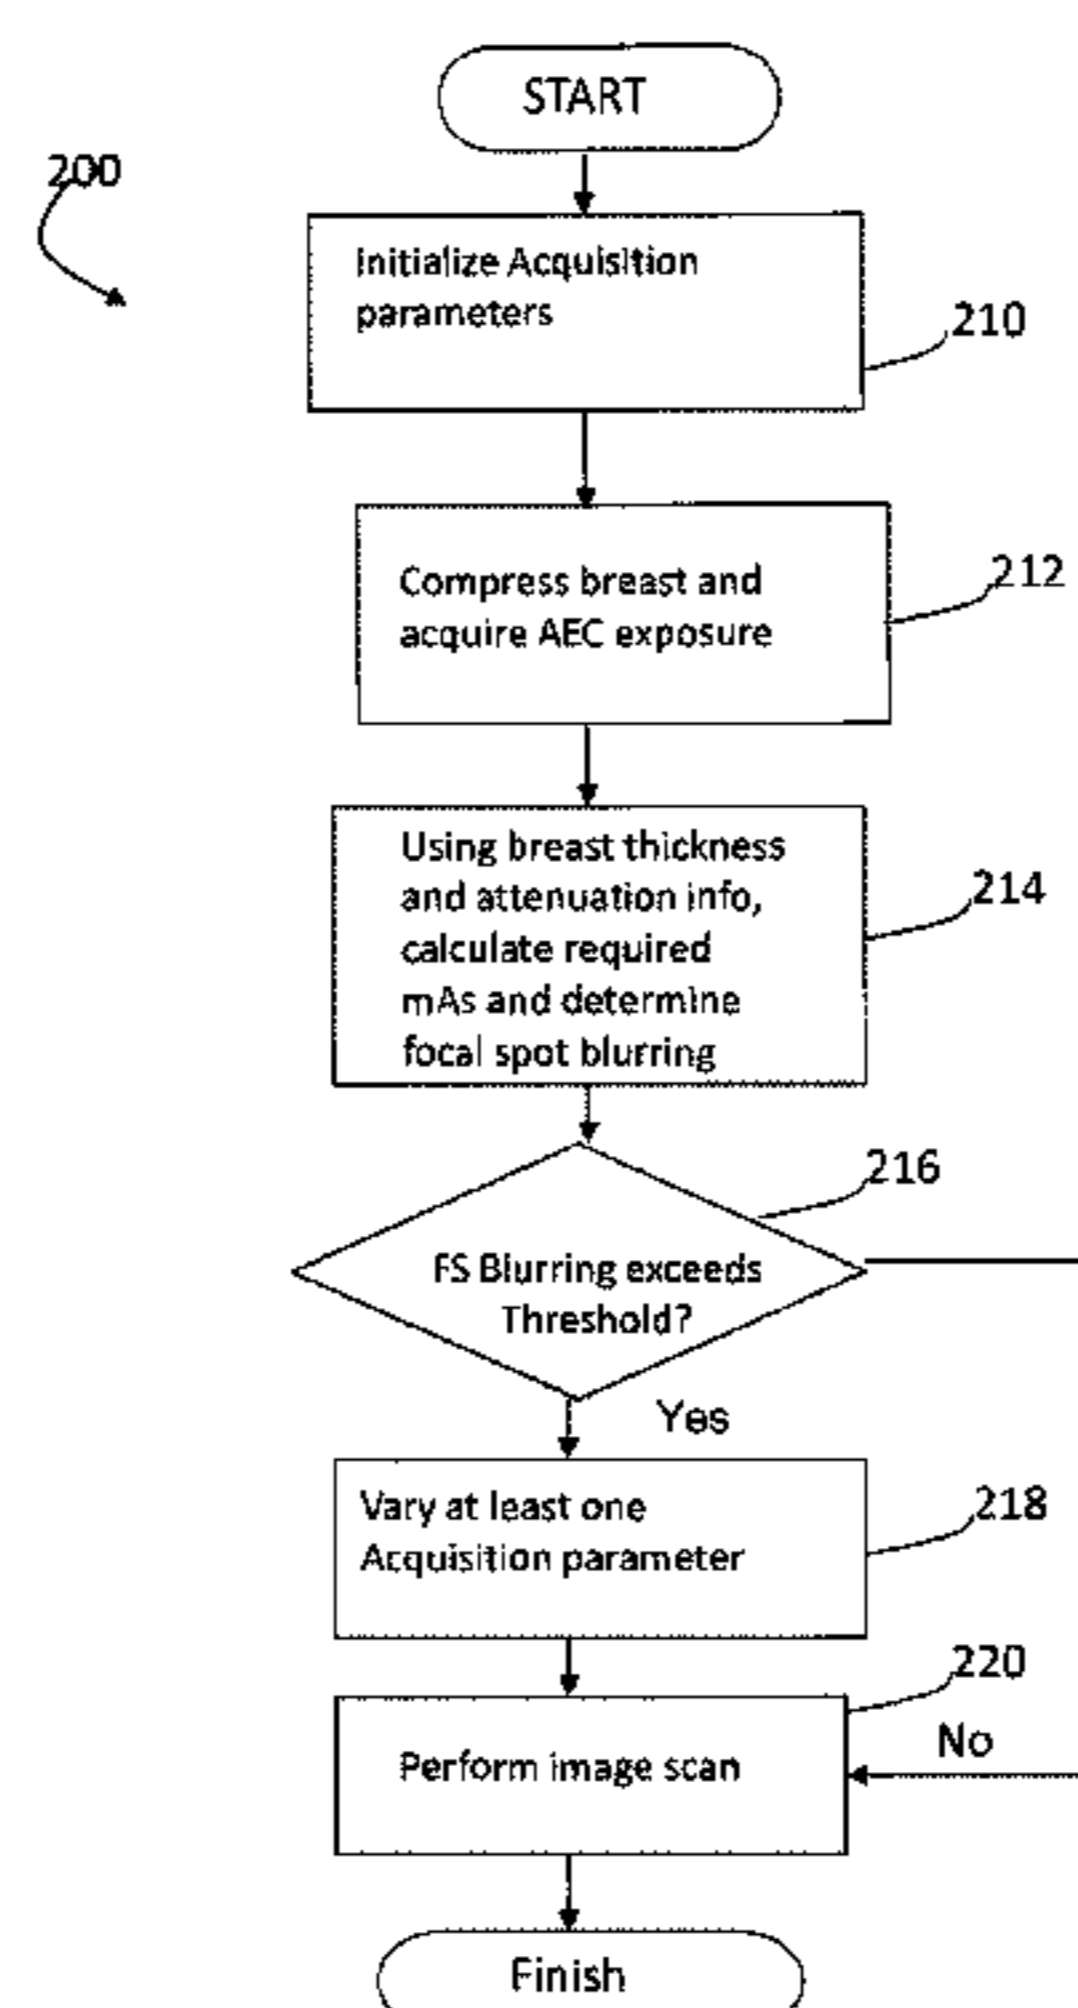 START
200
Initialize Acquisition
parameters
210
Compress breast and
acquire AEC exposure
212
Using breast thickness
and attenuation info,
calculate required
mAs and determine
focal spot blurring
214
216
FS Blurring exceeds
Threshold?
Yes
Vary at least one
Acquisition parameter
218
220
Perform image scan
No
Finish